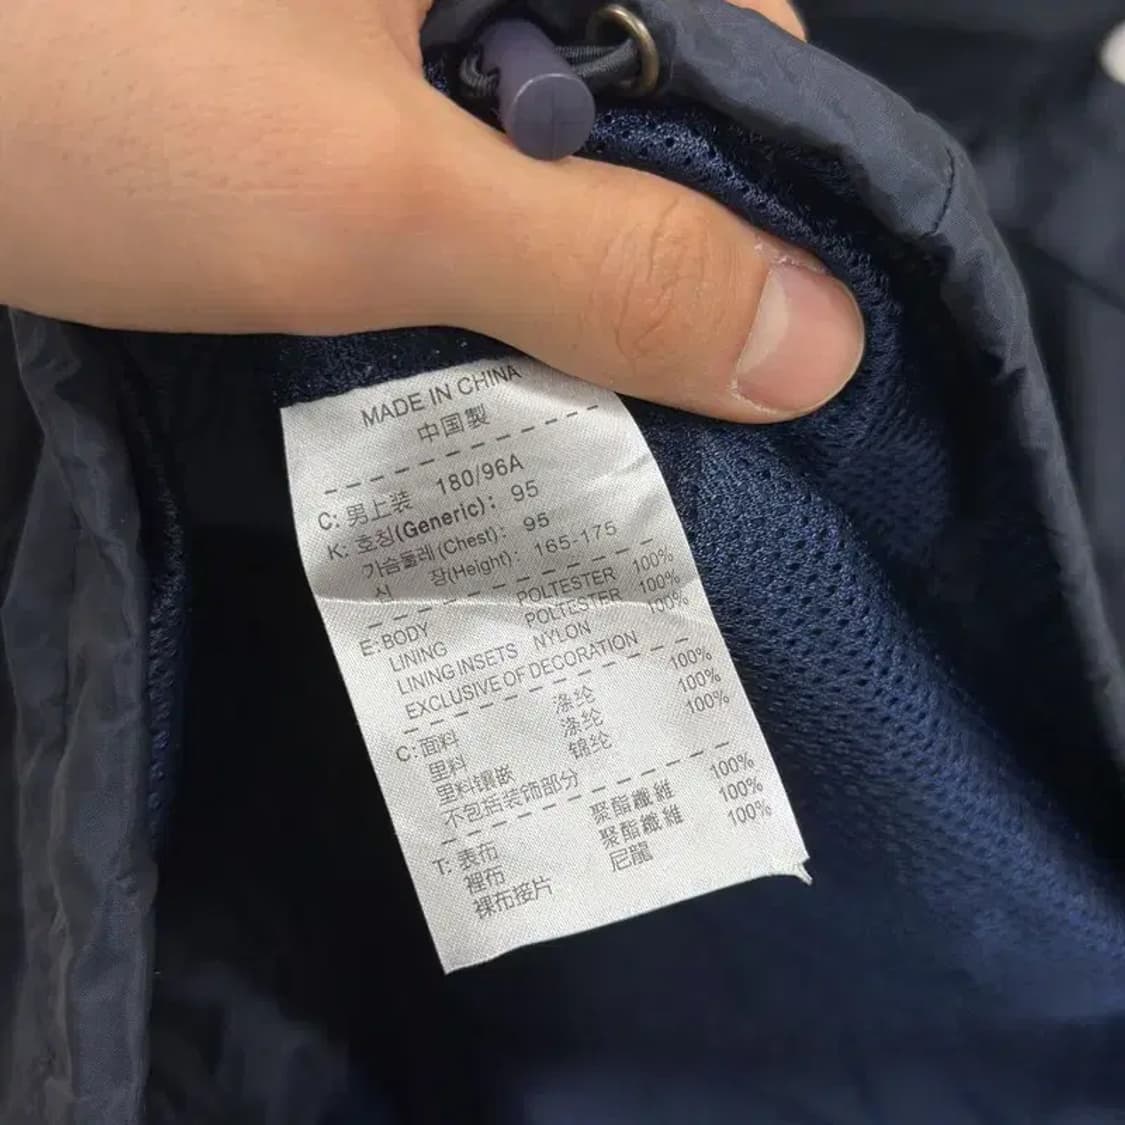 MADE IN CHINA
中国製
C: 男上装 180/96A
K: 호칭(Generic): 95
가슴둘레 (Chest): 95
신 장(Height): 165-175
E: BODY POLTESTER 100%
LINING POLTESTER 100%
LINING INSETS NYLON 100%
EXCLUSIVE OF DECORATION
C: 面料 涤纶 100%
里料 涤纶 100%
里料镶嵌 锦纶 100%
不包括装饰部分
T: 表布 聚酯纖維 100%
裡布 聚酯纖維 100%
裸布接片 尼龍 100%